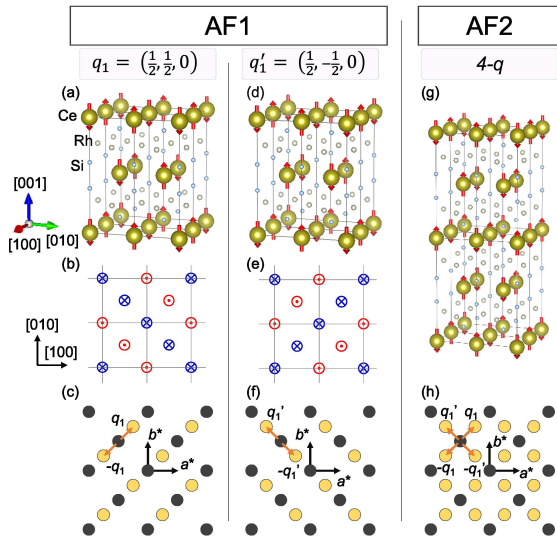 AF1
AF2
q₁ = (1/2, 1/2, 0)
q₁′ = (1/2, -1/2, 0)
4-q
(a)
(d)
(g)
Ce
Rh
Si
[001]
[100]
[010]
(b)
(e)
[010]
[100]
(c)
(f)
(h)
q₁
b*
-q₁
a*
q₁'
b*
-q₁'
a*
q₁'
q₁
b*
-q₁
-q₁'
a*